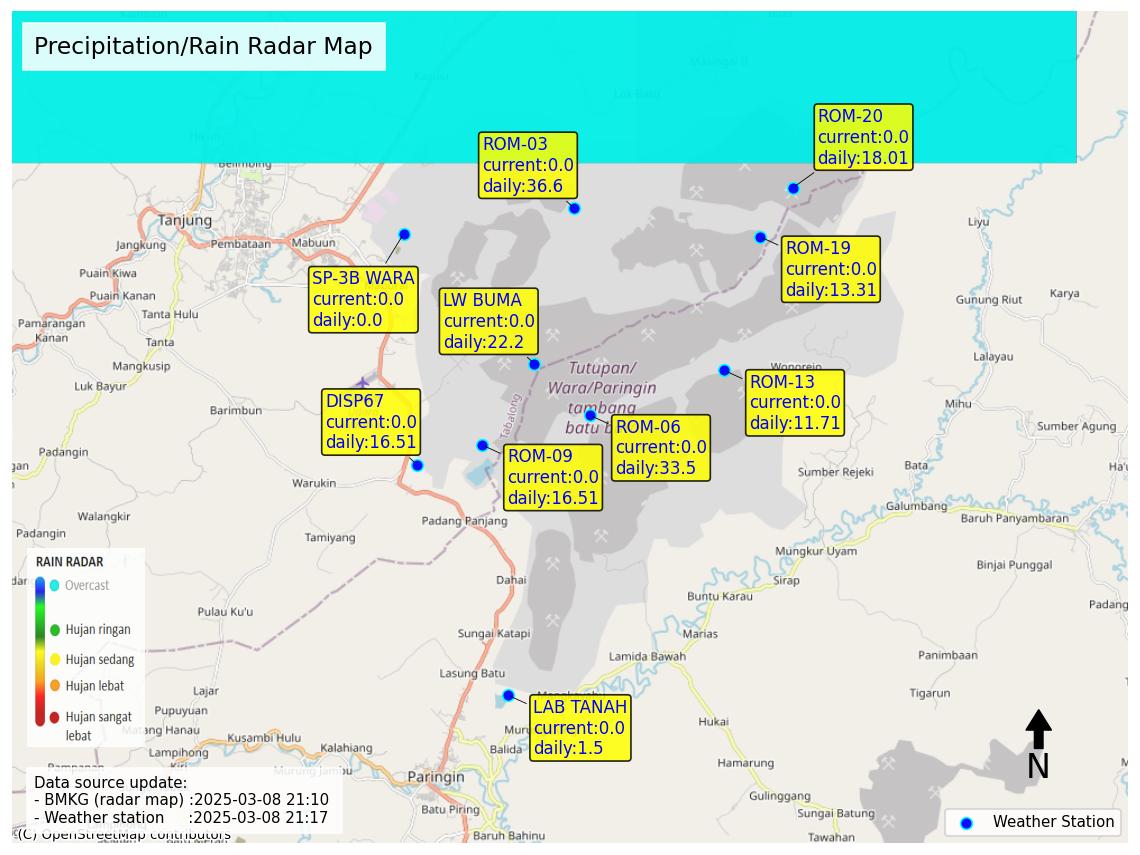 Precipitation/Rain Radar Map
ROM-20
current:0.0
daily:18.01
ROM-03
current:0.0
daily:36.6
Belimbing
Tanjung
Liyu
Jangkung
Pembataan
Mabuun
ROM-19
current:0.0
daily:13.31
SP-3B WARA
current:0.0
daily:0.0
Puain Kiwa
Puain Kanan
LW BUMA
current:0.0
daily:22.2
Gunung Riut
Karya
Tanta Hulu
Pamarangan
Kanan
Tanta
Mangkusip
Lalayau
Luk Bayur
Tutupan/
Wara/Paringin
tambang
batu b
Wonorejo
ROM-13
current:0.0
daily:11.71
DISP67
current:0.0
daily:16.51
Tabalong
Barimbun
Mihu
ROM-06
current:0.0
daily:33.5
Sumber Agung
Padangin
ROM-09
current:0.0
daily:16.51
Bata
Sumber Rejeki
Warukin
Galumbang
Walangkir
Padang Panjang
Baruh Panyambaran
Padangin
Tamiyang
Mungkur Uyam
Binjai Punggal
Dahai
Sirap
Buntu Karau
Padang
RAIN RADAR
Overcast
Hujan ringan
Hujan sedang
Hujan lebat
Hujan sangat
lebat
Pulau Ku'u
Sungai Katapi
Marias
Lamida Bawah
Panimbaan
Lasung Batu
Lajar
Tigarun
Pupuyuan
LAB TANAH
current:0.0
daily:1.5
Matang Hanau
Hukai
Kusambi Hulu
Kalahiang
Balida
Lampihong
Hamarung
Murung Jambu
Paringin
N
Gulinggang
Data source update:
- BMKG (radar map) :2025-03-08 21:10
- Weather station :2025-03-08 21:17
Batu Piring
Sungai Batung
Weather Station
(C) OpenStreetMap contributors
Baruh Bahinu
Tawahan